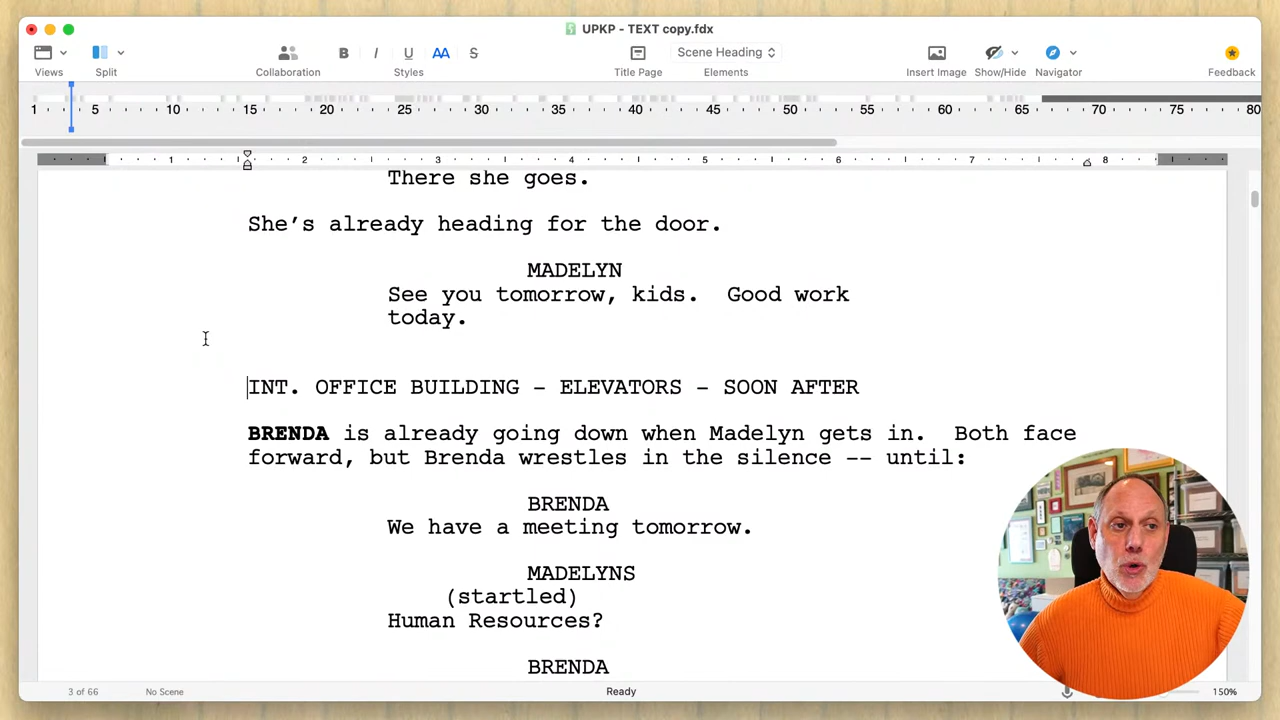 UPKP - TEXT copy.fdx
B I U AA S Scene Heading
Views Split Collaboration Styles Title Page Elements Insert Image Show/Hide Navigator Feedback
1 5 10 15 20 25 30 35 40 45 50 55 60 65 70 75 80
1 2 3 4 5 6 7 8
There she goes.
She's already heading for the door.
MADELYN
See you tomorrow, kids.  Good work
today.
INT. OFFICE BUILDING - ELEVATORS - SOON AFTER
BRENDA is already going down when Madelyn gets in.  Both face
forward, but Brenda wrestles in the silence -- until:
BRENDA
We have a meeting tomorrow.
MADELYNS
(startled)
Human Resources?
BRENDA
3 of 66 No Scene Ready 150%